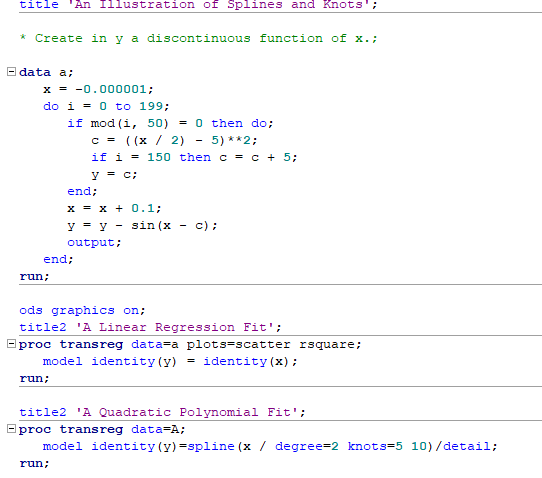 title 'An Illustration of Splines and Knots';
* Create in y a discontinuous function of x.;
data a;
x = -0.000001;
do i = 0 to 199;
if mod(i, 50) = 0 then do;
c = ((x / 2) - 5)**2;
if i = 150 then c = c + 5;
y = c;
end;
x = x + 0.1;
y = y - sin(x - c);
output;
end;
run;
ods graphics on;
title2 'A Linear Regression Fit';
proc transreg data=a plots=scatter rsquare;
model identity(y) = identity(x);
run;
title2 'A Quadratic Polynomial Fit';
proc transreg data=A;
model identity(y)=spline(x / degree=2 knots=5 10)/detail;
run;